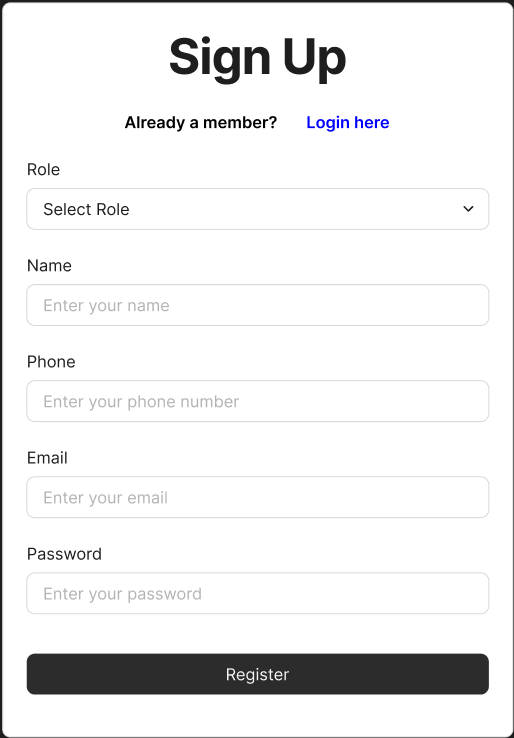 Sign Up
Already a member? Login here
Role
Select Role
Name
Enter your name
Phone
Enter your phone number
Email
Enter your email
Password
Enter your password
Register